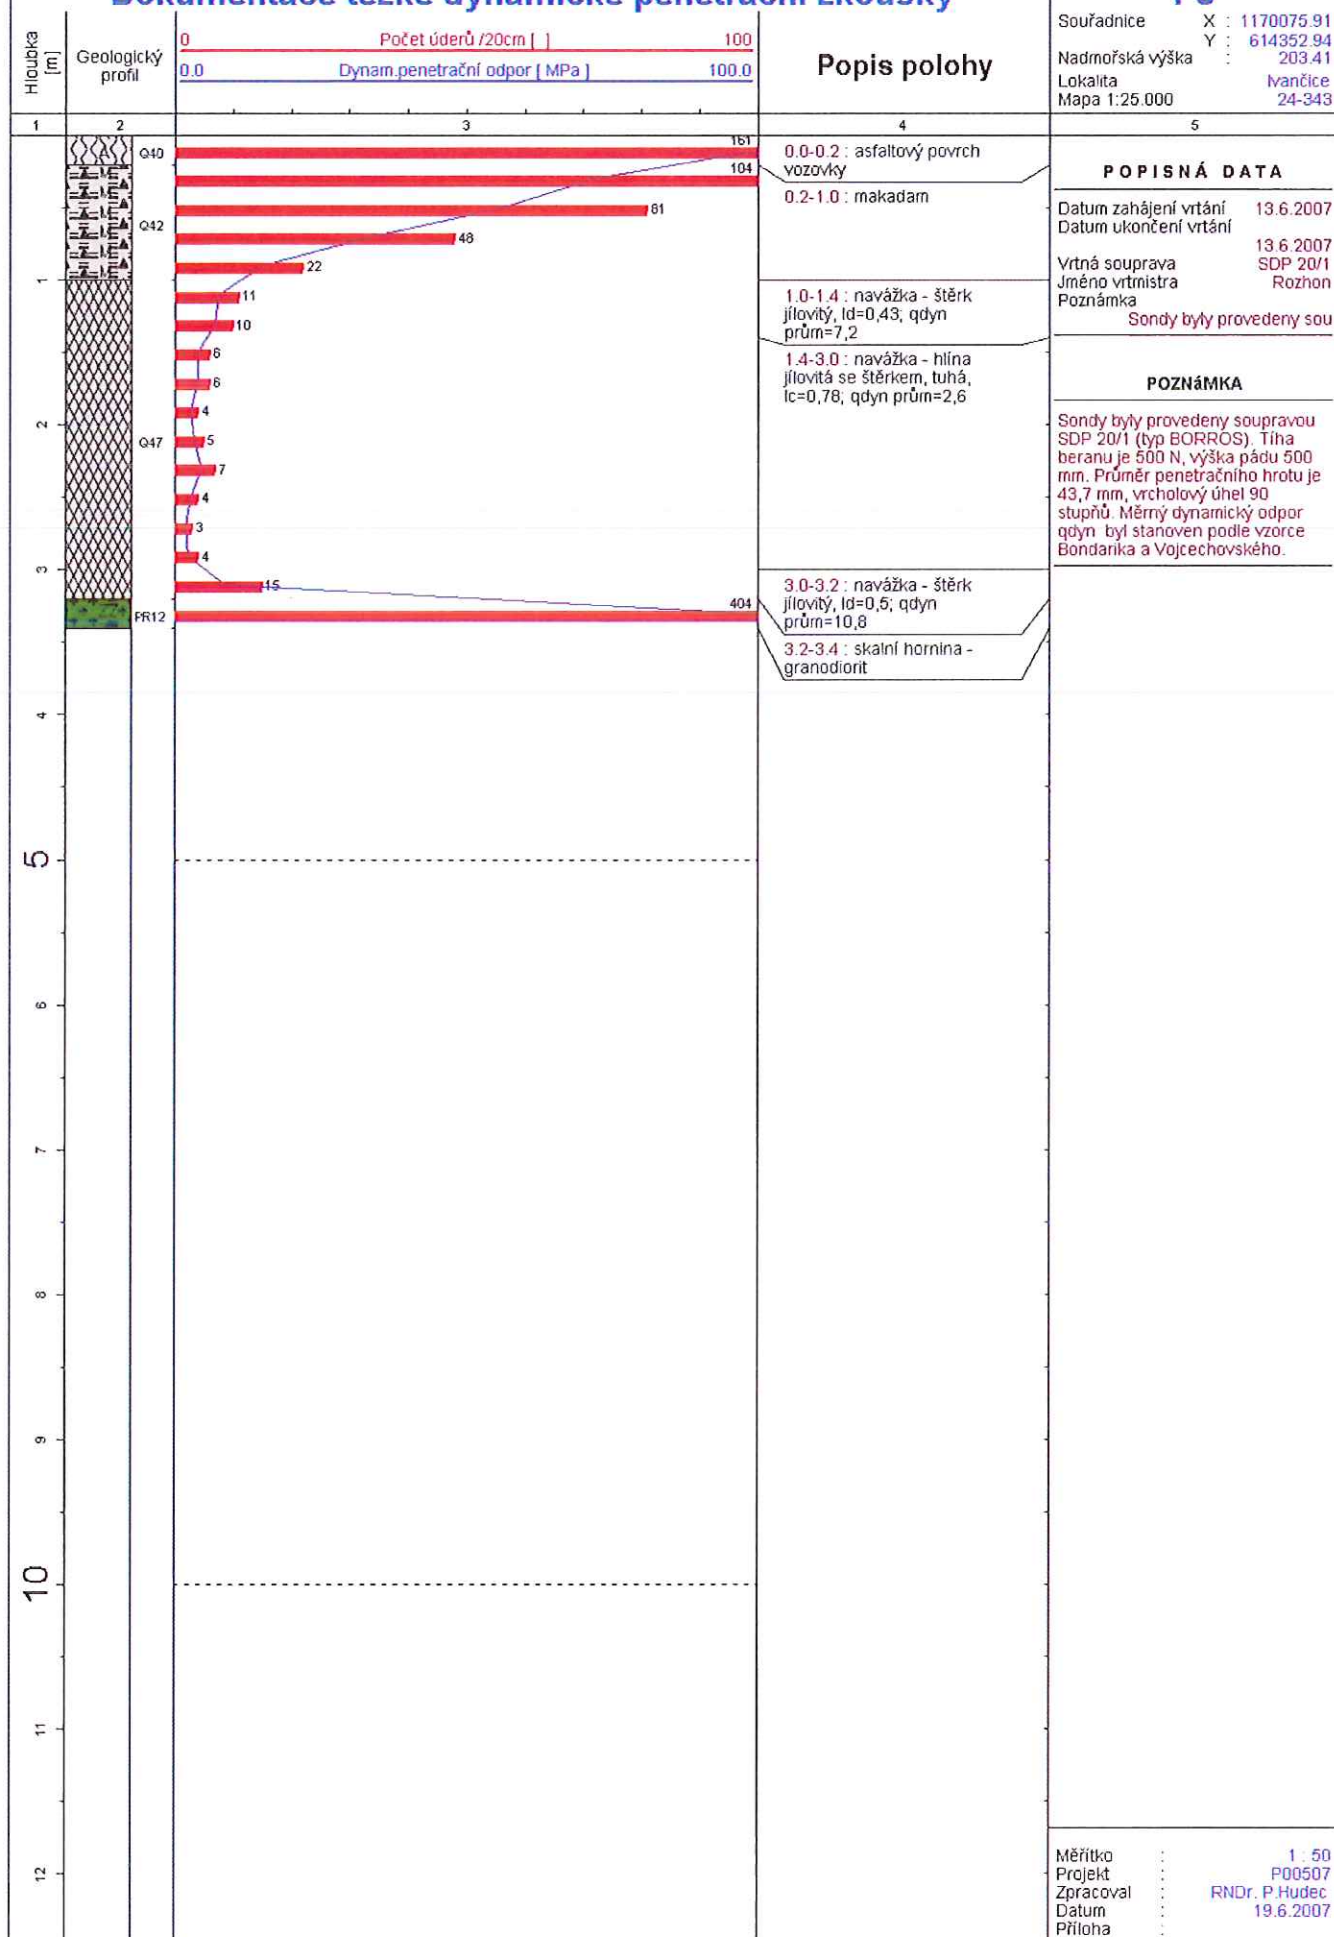 Dokumentace těžké dynamické penetrační zkoušky
Hloubka
[m]
Geologický
profil
0 Počet úderů /20cm [ ] 100
0.0 Dynam.penetrační odpor [ MPa ] 100.0
Popis polohy
Souřadnice X : 1170075.91
Y : 614352.94
Nadmořská výška : 203.41
Lokalita Ivančice
Mapa 1:25.000 24-343
1 2 3 4 5
A
Q40
161
104
Q42
81
48
22
1
11
10
6
6
4
2
Q47
5
7
4
3
4
3
15
PR12
404
4
5
6
7
8
9
10
11
12
0.0-0.2 : asfaltový povrch
vozovky
0.2-1.0 : makadam
1.0-1.4 : navážka - štěrk
jílovitý, Id=0,43; qdyn
prům=7,2
1.4-3.0 : navážka - hlína
jílovitá se štěrkem, tuhá,
Ic=0,78; qdyn prům=2,6
3.0-3.2 : navážka - štěrk
jílovitý, Id=0,5; qdyn
prům=10,8
3.2-3.4 : skalní hornina -
granodiorit
POPISNÁ DATA
Datum zahájení vrtání 13.6.2007
Datum ukončení vrtání
13.6.2007
Vrtná souprava SDP 20/1
Jméno vrtmistra Rozhon
Poznámka
Sondy byly provedeny sou
POZNáMKA
Sondy byly provedeny soupravou
SDP 20/1 (typ BORROS). Tíha
beranu je 500 N, výška pádu 500
mm. Průměr penetračního hrotu je
43,7 mm, vrcholový úhel 90
stupňů. Měrný dynamický odpor
qdyn byl stanoven podle vzorce
Bondarika a Vojcechovského.
Měřítko : 1 : 50
Projekt : P00507
Zpracoval : RNDr. P.Hudec
Datum : 19.6.2007
Příloha :